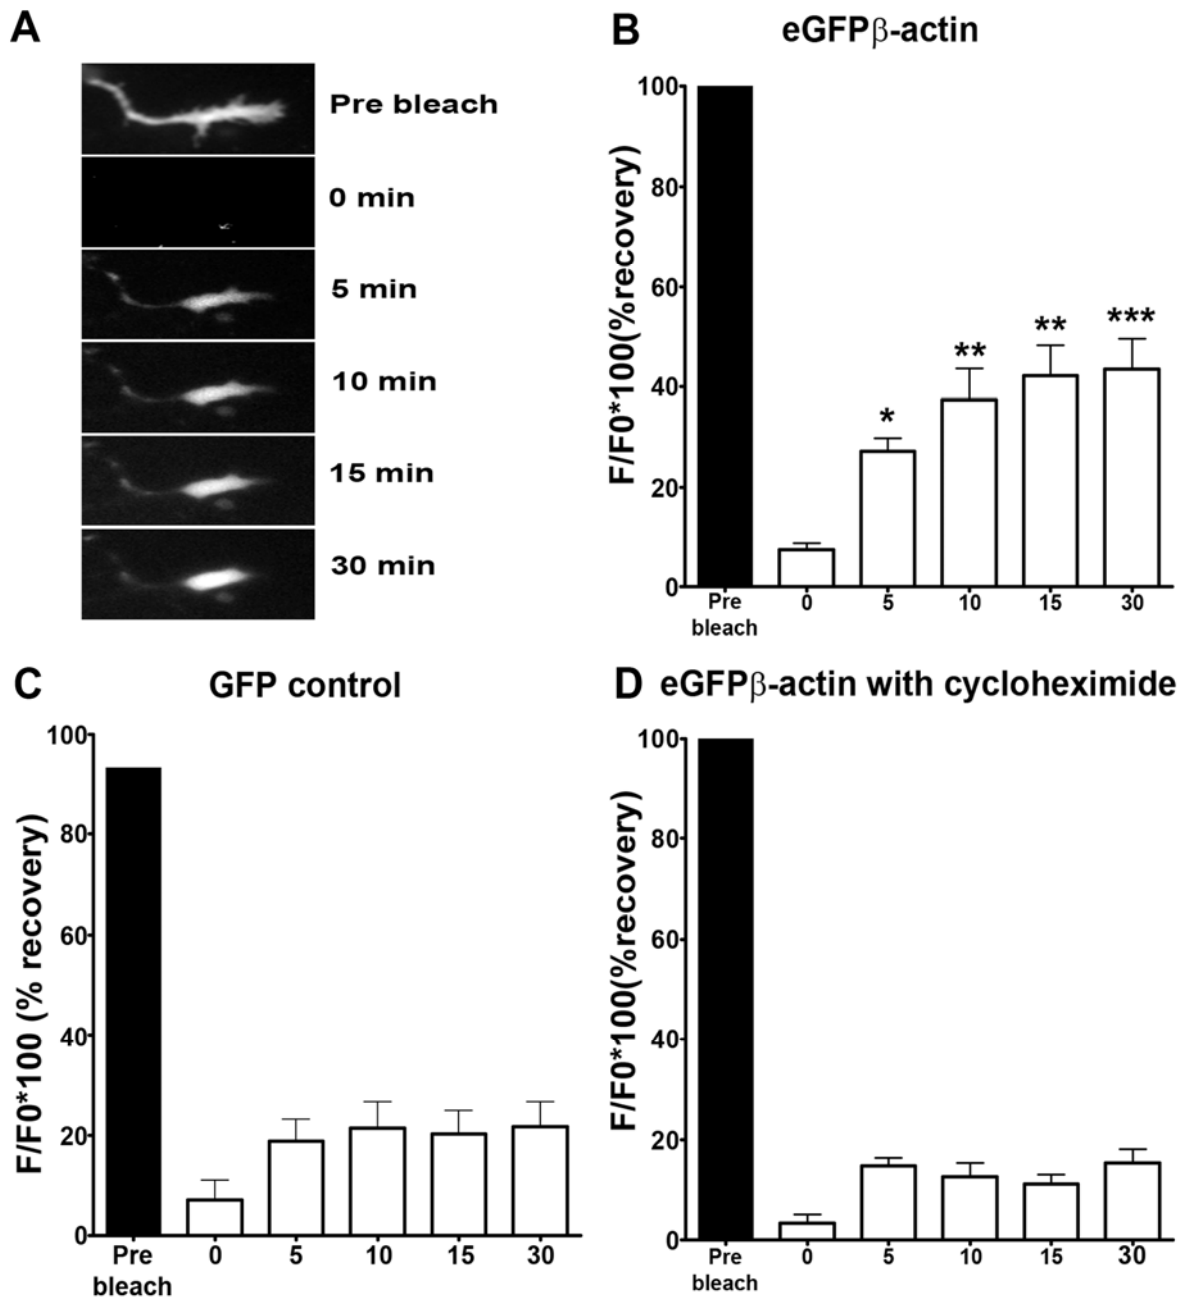 A
Pre bleach
0 min
5 min
10 min
15 min
30 min
B
eGFPβ-actin
F/F0*100(%recovery)
100
80
60
40
20
0
*
**
**
***
Pre
bleach
0
5
10
15
30
C
GFP control
F/F0*100 (% recovery)
100
80
60
40
20
0
Pre
bleach
0
5
10
15
30
D
eGFPβ-actin with cycloheximide
F/F0*100(%recovery)
100
80
60
40
20
0
Pre
bleach
0
5
10
15
30